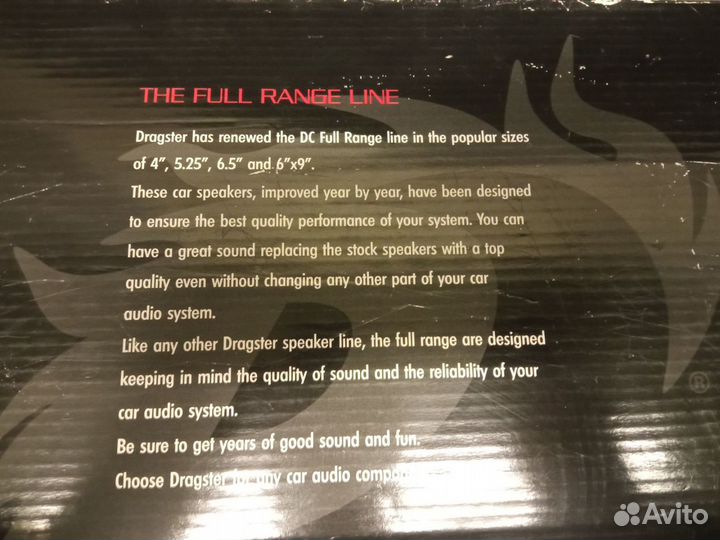 THE FULL RANGE LINE
Dragster has renewed the DC Full Range line in the popular sizes
of 4", 5.25", 6.5" and 6"x9".
These car speakers, improved year by year, have been designed
to ensure the best quality performance of your system. You can
have a great sound replacing the stock speakers with a top
quality even without changing any other part of your car
audio system.
Like any other Dragster speaker line, the full range are designed
keeping in mind the quality of sound and the reliability of your
car audio system.
Be sure to get years of good sound and fun.
Choose Dragster for any car audio
®
Avito